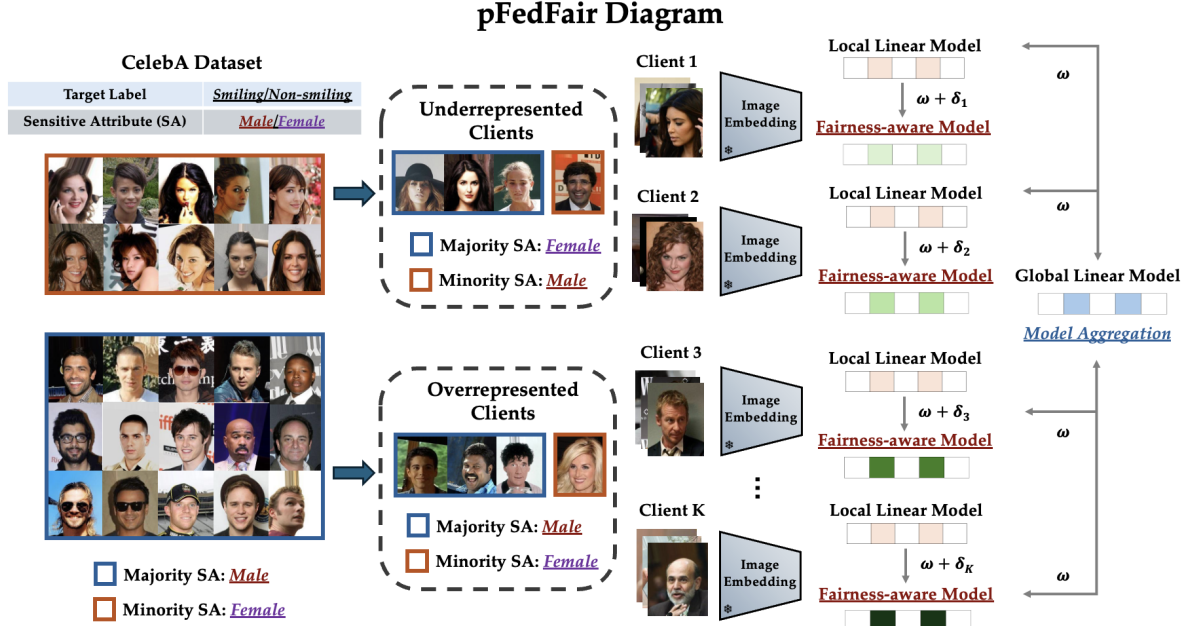 pFedFair Diagram
CelebA Dataset
Target Label
Smiling/Non-smiling
Sensitive Attribute (SA)
Male/Female
Majority SA: Male
Minority SA: Female
Underrepresented
Clients
Majority SA: Female
Minority SA: Male
Overrepresented
Clients
Majority SA: Male
Minority SA: Female
Client 1
Image
Embedding
Local Linear Model
ω + δ1
Fairness-aware Model
ω
Client 2
Image
Embedding
Local Linear Model
ω + δ2
Fairness-aware Model
ω
Client 3
Image
Embedding
Local Linear Model
ω + δ3
Fairness-aware Model
ω
⋮
Client K
Image
Embedding
Local Linear Model
ω + δK
Fairness-aware Model
ω
Global Linear Model
Model Aggregation